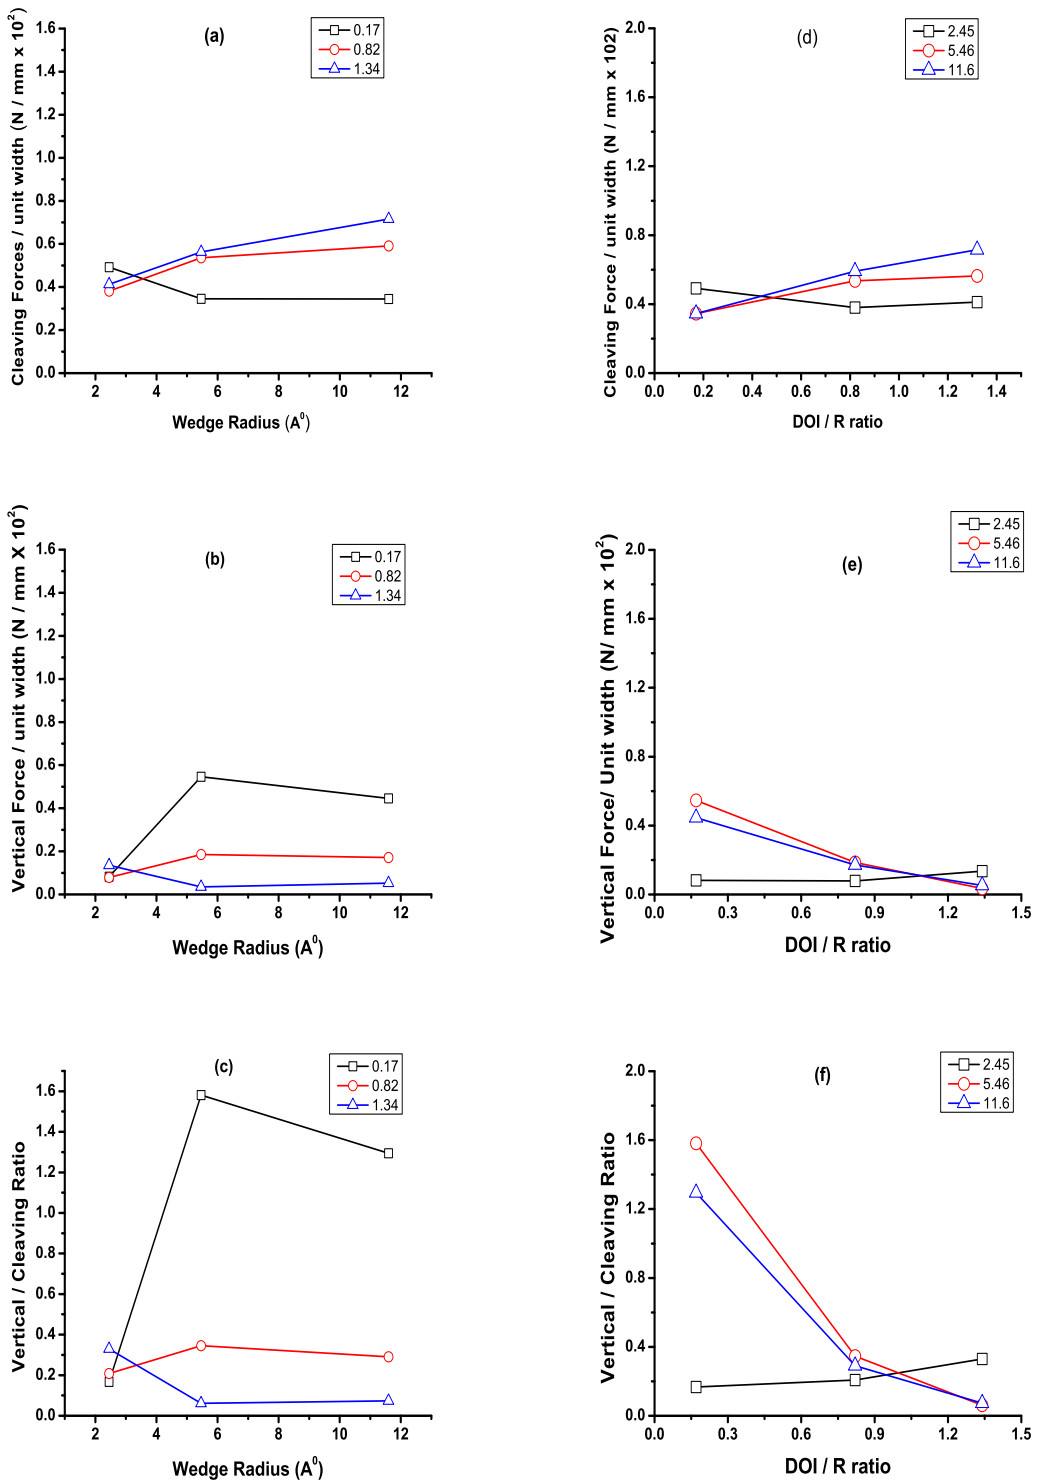 (a)
0.17
0.82
1.34
Cleaving Forces / unit width (N / mm x 10²)
1.6
1.4
1.2
1.0
0.8
0.6
0.4
0.2
0.0
2 4 6 8 10 12
Wedge Radius (A⁰)
(d)
2.45
5.46
11.6
Cleaving Force / unit width (N / mm x 102)
2.0
1.6
1.2
0.8
0.4
0.0
0.0 0.2 0.4 0.6 0.8 1.0 1.2 1.4
DOI / R ratio
(b)
0.17
0.82
1.34
Vertical Force / unit width (N / mm X 10²)
1.6
1.4
1.2
1.0
0.8
0.6
0.4
0.2
0.0
2 4 6 8 10 12
Wedge Radius (A⁰)
(e)
2.45
5.46
11.6
Vertical Force/ Unit width (N/ mm x 10²)
2.0
1.6
1.2
0.8
0.4
0.0
0.0 0.3 0.6 0.9 1.2 1.5
DOI / R ratio
(c)
0.17
0.82
1.34
Vertical / Cleaving Ratio
1.6
1.4
1.2
1.0
0.8
0.6
0.4
0.2
0.0
2 4 6 8 10 12
Wedge Radius (A⁰)
(f)
2.45
5.46
11.6
Vertical / Cleaving Ratio
2.0
1.6
1.2
0.8
0.4
0.0
0.0 0.3 0.6 0.9 1.2 1.5
DOI / R ratio